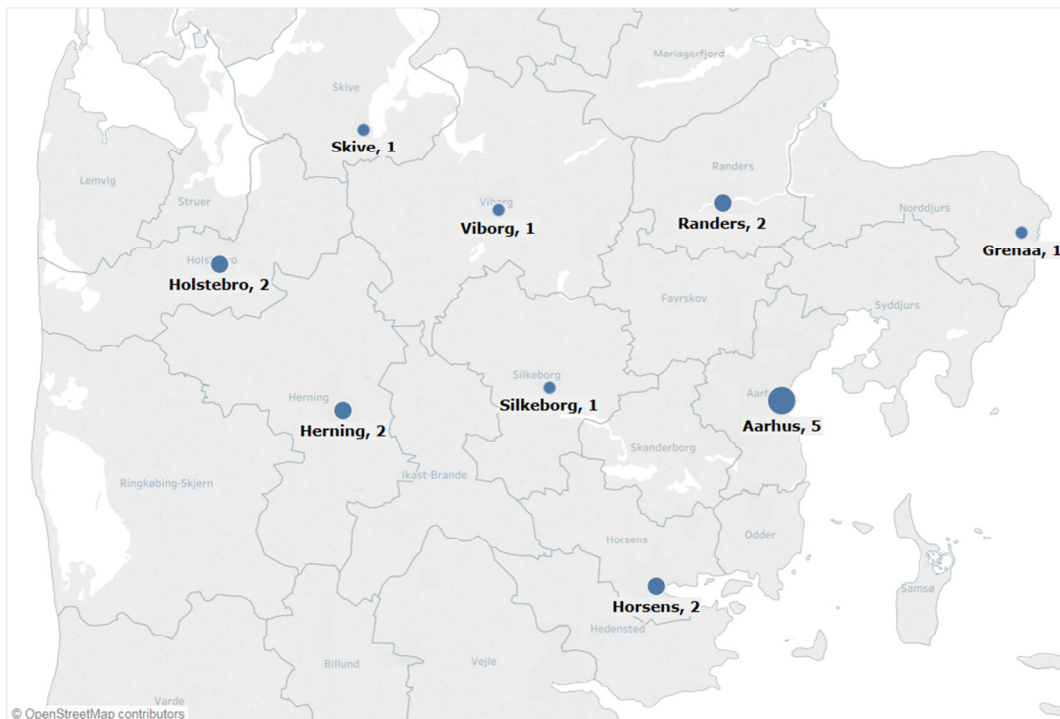 Mariagerfjord
Skive
Skive, 1
Lemvig
Struer
Viborg
Viborg, 1
Randers
Randers, 2
Norddjurs
Grenaa, 1
Holstebro
Holstebro, 2
Favrskov
Syddjurs
Silkeborg
Silkeborg, 1
Herning
Herning, 2
Aarhus
Aarhus, 5
Skanderborg
Ikast-Brande
Ringkøbing-Skjern
Horsens
Odder
Samsø
Horsens, 2
Hedensted
Billund
Vejle
Varde
© OpenStreetMap contributors